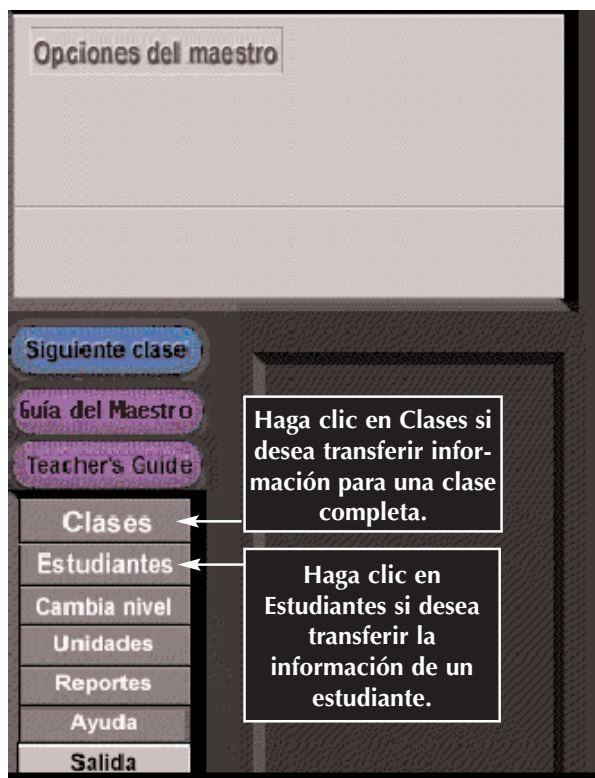 Opciones del maestro
Siguiente clase
Guía del Maestro
Teacher's Guide
Clases
Estudiantes
Cambia nivel
Unidades
Reportes
Ayuda
Salida
Haga clic en Clases si
desea transferir infor-
mación para una clase
completa.
Haga clic en
Estudiantes si desea
transferir la
información de un
estudiante.